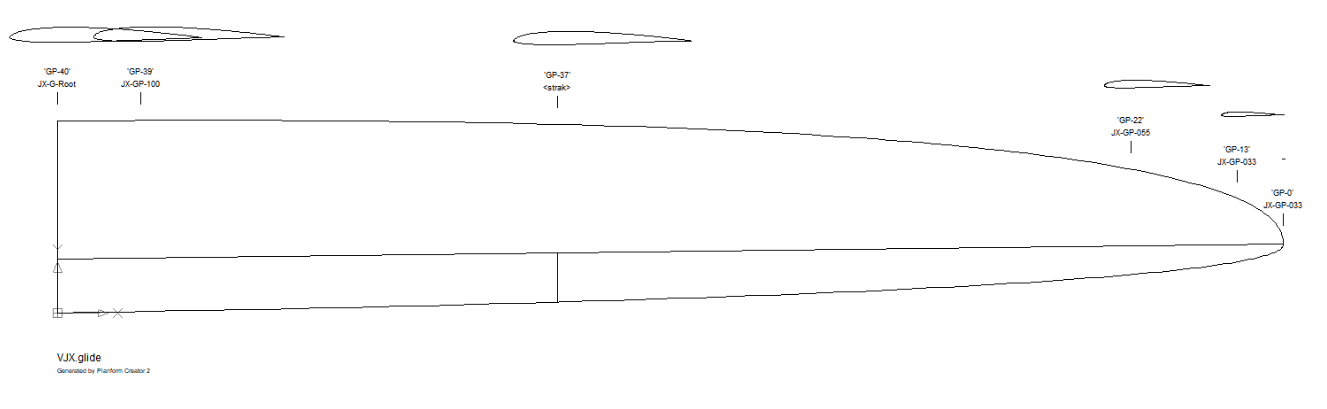 'GP-40'
JX-G-Root
'GP-39'
JX-GP-100
'GP-37'
<strak>
'GP-22'
JX-GP-055
'GP-13'
JX-GP-033
'GP-0'
JX-GP-033
VJX.glide
Generated by Planform Creator 2